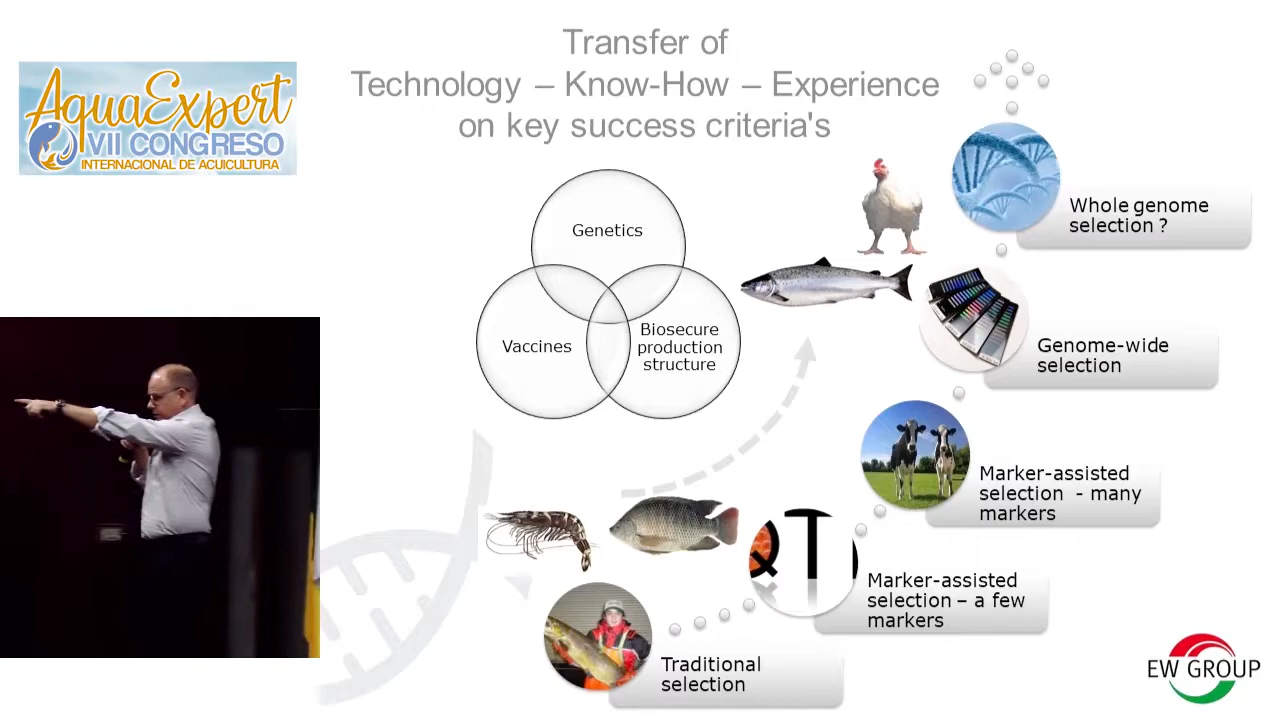 AquaExpert
VII CONGRESO
INTERNACIONAL DE ACUICULTURA
Transfer of
Technology – Know-How – Experience
on key success criteria's
Genetics
Vaccines
Biosecure
production
structure
Whole genome
selection ?
Genome-wide
selection
Marker-assisted
selection - many
markers
QT
Marker-assisted
selection – a few
markers
Traditional
selection
EW GROUP